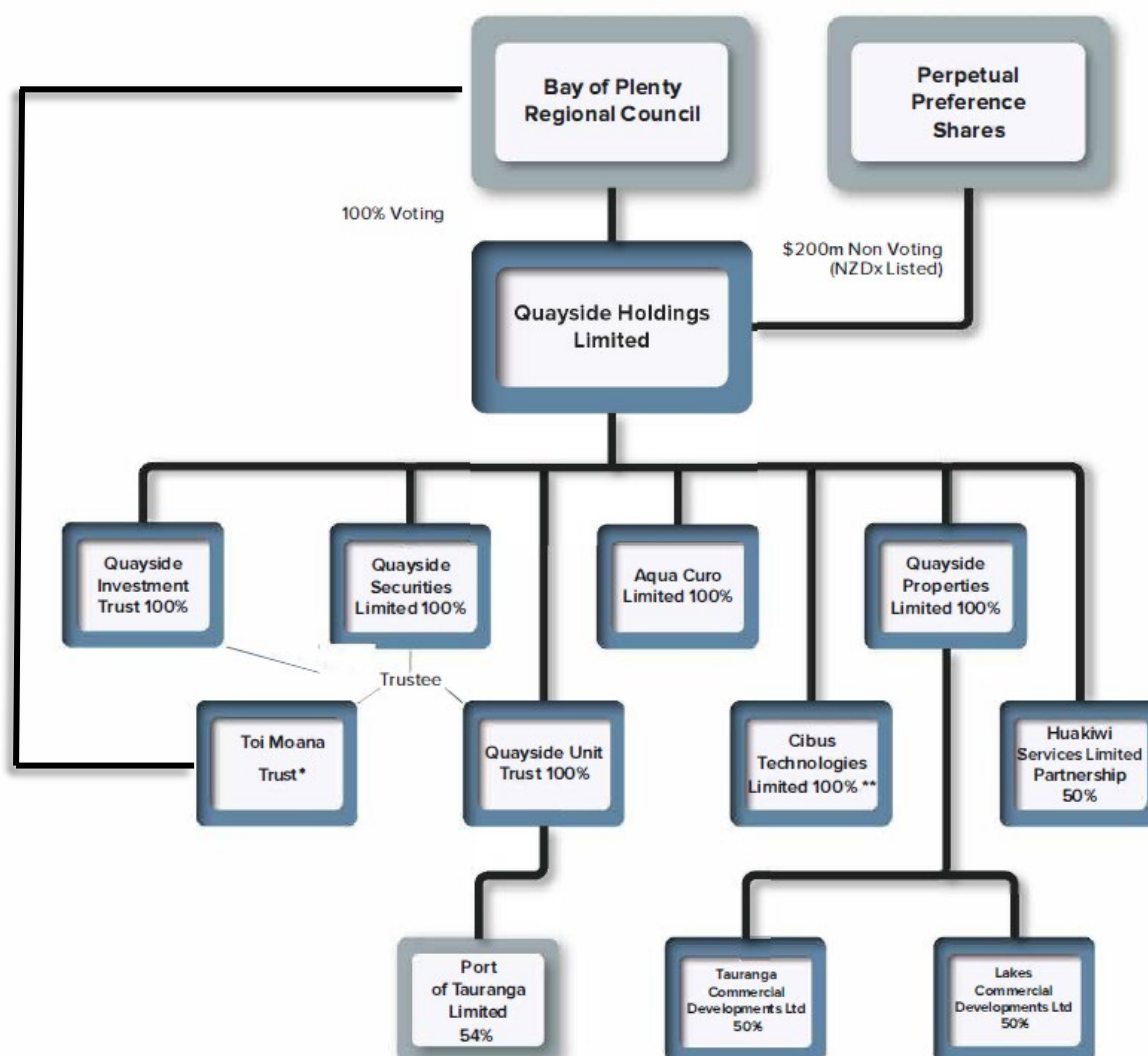 Bay of Plenty
Regional Council
Perpetual
Preference
Shares
100% Voting
$200m Non Voting
(NZDx Listed)
Quayside Holdings
Limited
Quayside
Investment
Trust 100%
Quayside
Securities
Limited 100%
Aqua Curo
Limited 100%
Quayside
Properties
Limited 100%
Trustee
Toi Moana
Trust*
Quayside Unit
Trust 100%
Cibus
Technologies
Limited 100% **
Huakiwi
Services Limited
Partnership
50%
Port
of Tauranga
Limited
54%
Tauranga
Commercial
Developments Ltd
50%
Lakes
Commercial
Developments Ltd
50%